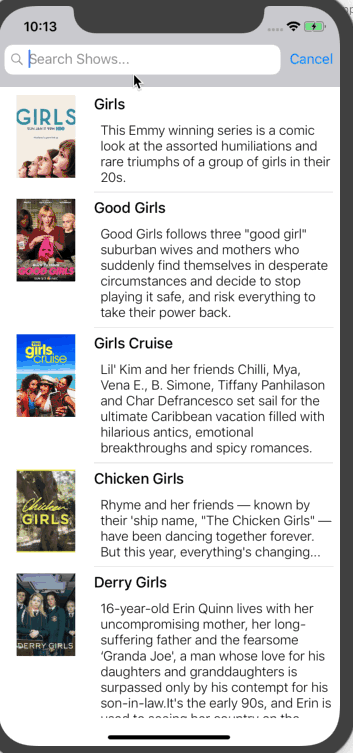 10:13
Search Shows...
Cancel
GIRLS
Girls
This Emmy winning series is a comic
look at the assorted humiliations and
rare triumphs of a group of girls in their
20s.
GOOD GIRLS
Good Girls
Good Girls follows three "good girl"
suburban wives and mothers who
suddenly find themselves in desperate
circumstances and decide to stop
playing it safe, and risk everything to
take their power back.
girls
cruise
Girls Cruise
Lil' Kim and her friends Chilli, Mya,
Vena E., B. Simone, Tiffany Panhilason
and Char Defrancesco set sail for the
ultimate Caribbean vacation filled with
hilarious antics, emotional
breakthroughs and spicy romances.
Chicken
GIRLS
Chicken Girls
Rhyme and her friends — known by
their 'ship name, "The Chicken Girls" —
have been dancing together forever.
But this year, everything's changing...
DERRY GIRLS
Derry Girls
16-year-old Erin Quinn lives with her
uncompromising mother, her long-
suffering father and the fearsome
‘Granda Joe', a man whose love for his
daughters and granddaughters is
surpassed only by his contempt for his
son-in-law.It's the early 90s, and Erin is
used to seeing her country on the